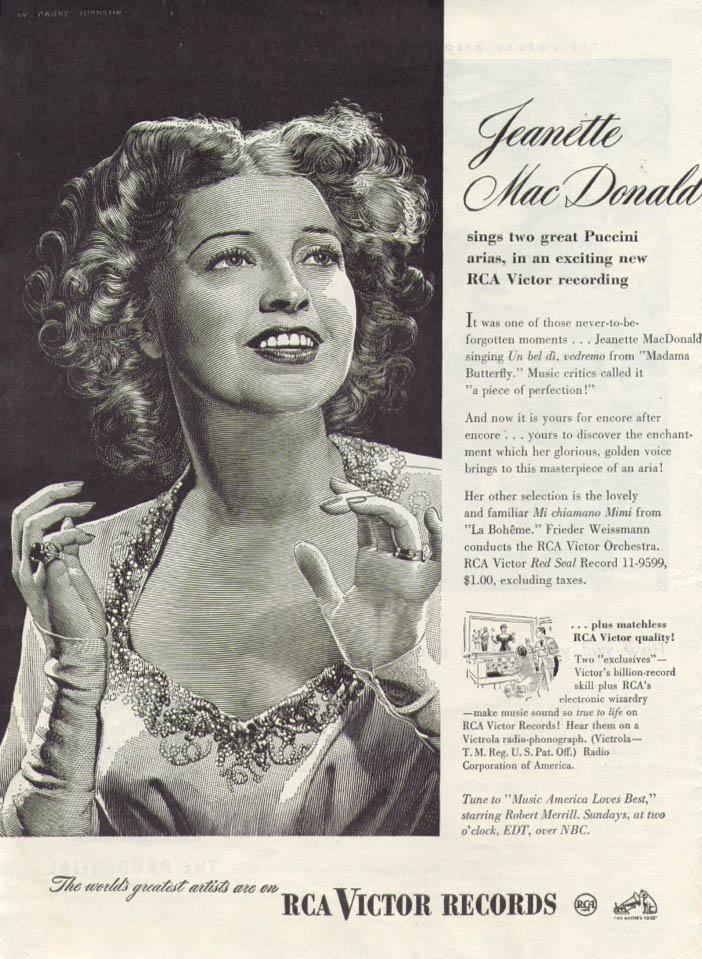 W. PARKE JOHNSON
Jeanette
MacDonald
sings two great Puccini
arias, in an exciting new
RCA Victor recording
It was one of those never-to-be-
forgotten moments . . . Jeanette MacDonald
singing Un bel dì, vedremo from "Madama
Butterfly." Music critics called it
"a piece of perfection!"
And now it is yours for encore after
encore . . . yours to discover the enchant-
ment which her glorious, golden voice
brings to this masterpiece of an aria!
Her other selection is the lovely
and familiar Mi chiamano Mimi from
"La Bohême." Frieder Weissmann
conducts the RCA Victor Orchestra.
RCA Victor Red Seal Record 11-9599,
$1.00, excluding taxes.
. . . plus matchless
RCA Victor quality!
Two "exclusives"—
Victor's billion-record
skill plus RCA's
electronic wizardry
—make music sound so true to life on
RCA Victor Records! Hear them on a
Victrola radio-phonograph. (Victrola—
T. M. Reg. U. S. Pat. Off.) Radio
Corporation of America.
Tune to "Music America Loves Best,"
starring Robert Merrill. Sundays, at two
o'clock, EDT, over NBC.
The world's greatest artists are on
RCA VICTOR RECORDS
RCA
"HIS MASTER'S VOICE"